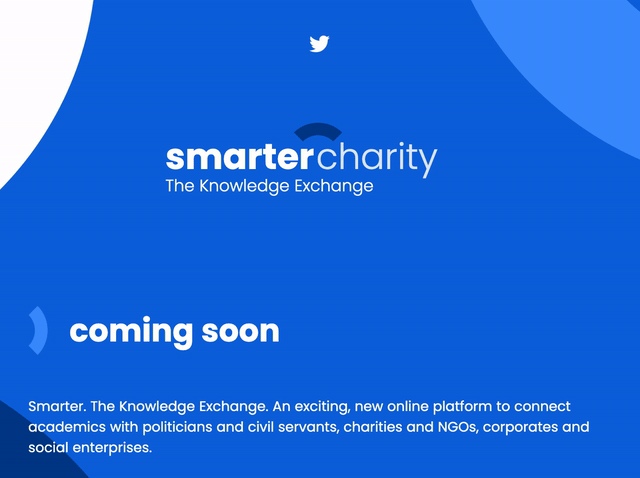 smartercharity
The Knowledge Exchange
coming soon
Smarter. The Knowledge Exchange. An exciting, new online platform to connect
academics with politicians and civil servants, charities and NGOs, corporates and
social enterprises.